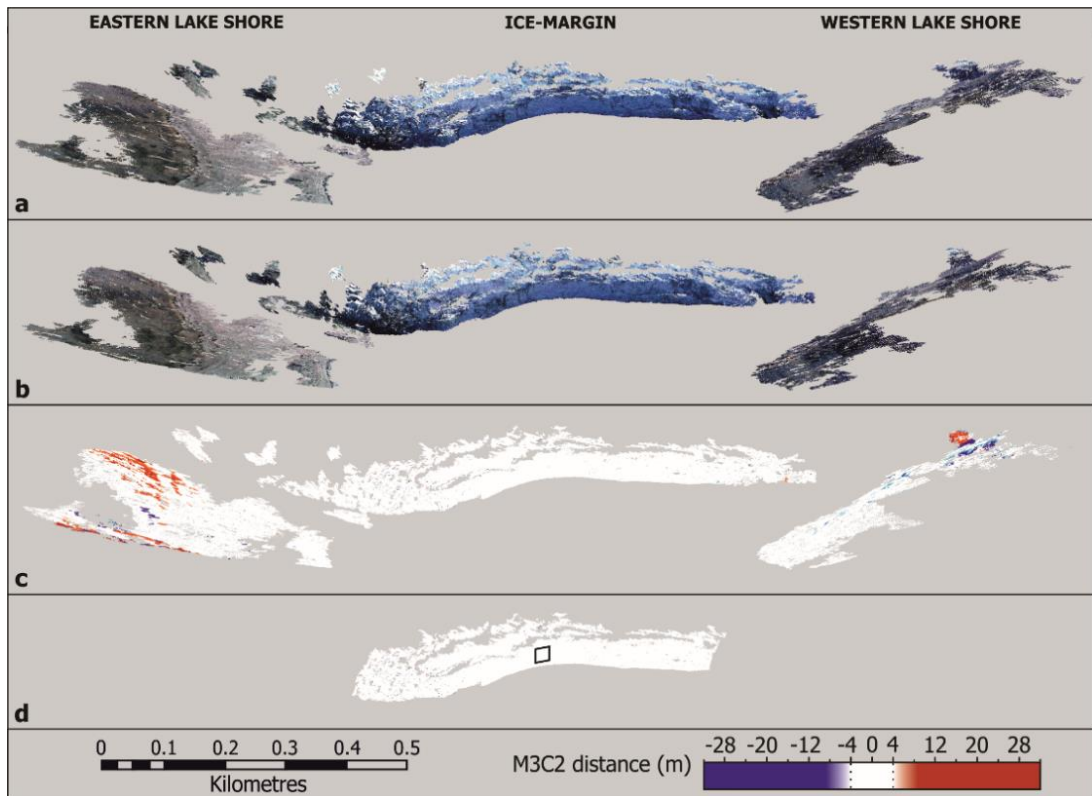 EASTERN LAKE SHORE ICE-MARGIN WESTERN LAKE SHORE
a
b
c
d
0 0.1 0.2 0.3 0.4 0.5
Kilometres
M3C2 distance (m)
-28 -20 -12 -4 0 4 12 20 28